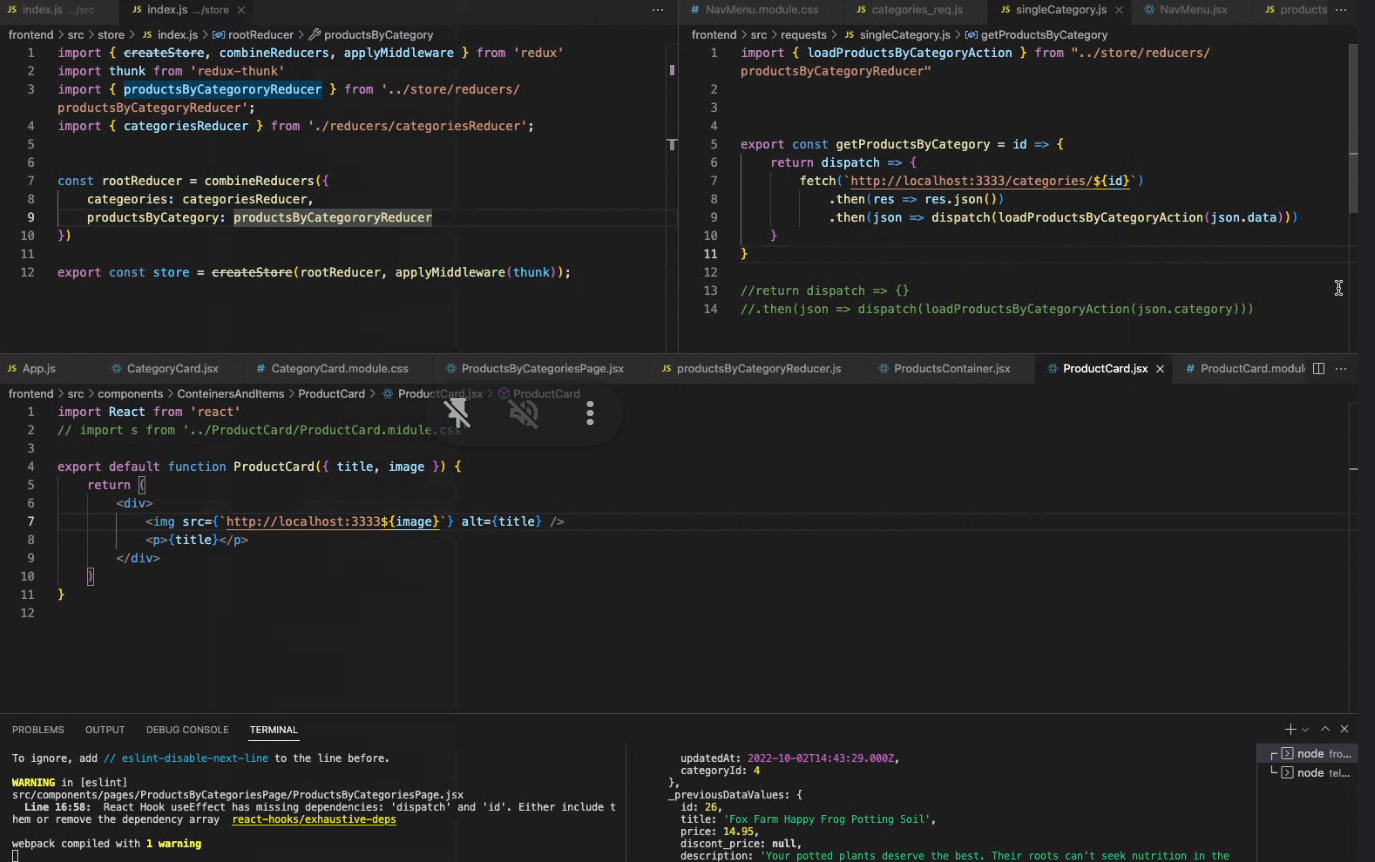 JS index.js .../src JS index.js .../store ×
frontend > src > store > JS index.js > rootReducer > productsByCategory
1 import { createStore, combineReducers, applyMiddleware } from 'redux'
2 import thunk from 'redux-thunk'
3 import { productsByCategororyReducer } from '../store/reducers/
productsByCategoryReducer';
4 import { categoriesReducer } from './reducers/categoriesReducer';
5
6
7 const rootReducer = combineReducers({
8 categeories: categoriesReducer,
9 productsByCategory: productsByCategororyReducer
10 })
11
12 export const store = createStore(rootReducer, applyMiddleware(thunk));
# NavMenu.module.css JS categories_req.js JS singleCategory.js × NavMenu.jsx JS products
frontend > src > requests > JS singleCategory.js > getProductsByCategory
1 import { loadProductsByCategoryAction } from "../store/reducers/
productsByCategoryReducer"
2
3
4
5 export const getProductsByCategory = id => {
6 return dispatch => {
7 fetch(`http://localhost:3333/categories/${id}`)
8 .then(res => res.json())
9 .then(json => dispatch(loadProductsByCategoryAction(json.data)))
10 }
11 }
12
13 //return dispatch => {}
14 //.then(json => dispatch(loadProductsByCategoryAction(json.category)))
JS App.js CategoryCard.jsx # CategoryCard.module.css ProductsByCategoriesPage.jsx JS productsByCategoryReducer.js ProductsContainer.jsx ProductCard.jsx × # ProductCard.modul
frontend > src > components > ConteinersAndItems > ProductCard > ProductCard.jsx > ProductCard
1 import React from 'react'
2 // import s from '../ProductCard/ProductCard.midule.css'
3
4 export default function ProductCard({ title, image }) {
5 return (
6 <div>
7 <img src={`http://localhost:3333${image}`} alt={title} />
8 <p>{title}</p>
9 </div>
10 )
11 }
12
PROBLEMS OUTPUT DEBUG CONSOLE TERMINAL
To ignore, add // eslint-disable-next-line to the line before.
WARNING in [eslint]
src/components/pages/ProductsByCategoriesPage/ProductsByCategoriesPage.jsx
Line 16:58: React Hook useEffect has missing dependencies: 'dispatch' and 'id'. Either include t
hem or remove the dependency array react-hooks/exhaustive-deps
webpack compiled with 1 warning
updatedAt: 2022-10-02T14:43:29.000Z,
categoryId: 4
},
_previousDataValues: {
id: 26,
title: 'Fox Farm Happy Frog Potting Soil',
price: 14.95,
discont_price: null,
description: 'Your potted plants deserve the best. Their roots can't seek nutrition in the
node fro...
node tel...